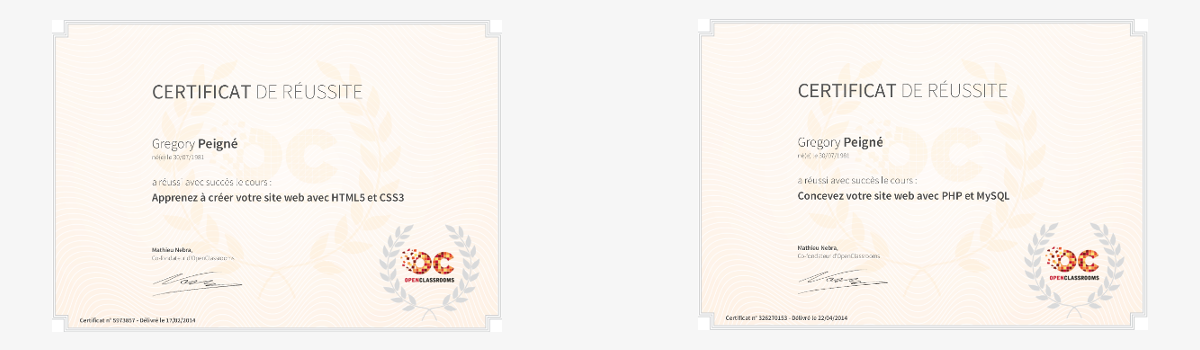 CERTIFICAT DE RÉUSSITE
Gregory Peigné
né(e) le 30/07/1981
a réussi avec succès le cours :
Apprenez à créer votre site web avec HTML5 et CSS3
Mathieu Nebra,
Co-fondateur d'OpenClassrooms
OC
OPENCLASSROOMS
Certificat n° 5973857 - Délivré le 17/02/2014
CERTIFICAT DE RÉUSSITE
Gregory Peigné
né(e) le 30/07/1981
a réussi avec succès le cours :
Concevez votre site web avec PHP et MySQL
Mathieu Nebra,
Co-fondateur d'OpenClassrooms
OC
OPENCLASSROOMS
Certificat n° 326270153 - Délivré le 22/04/2014